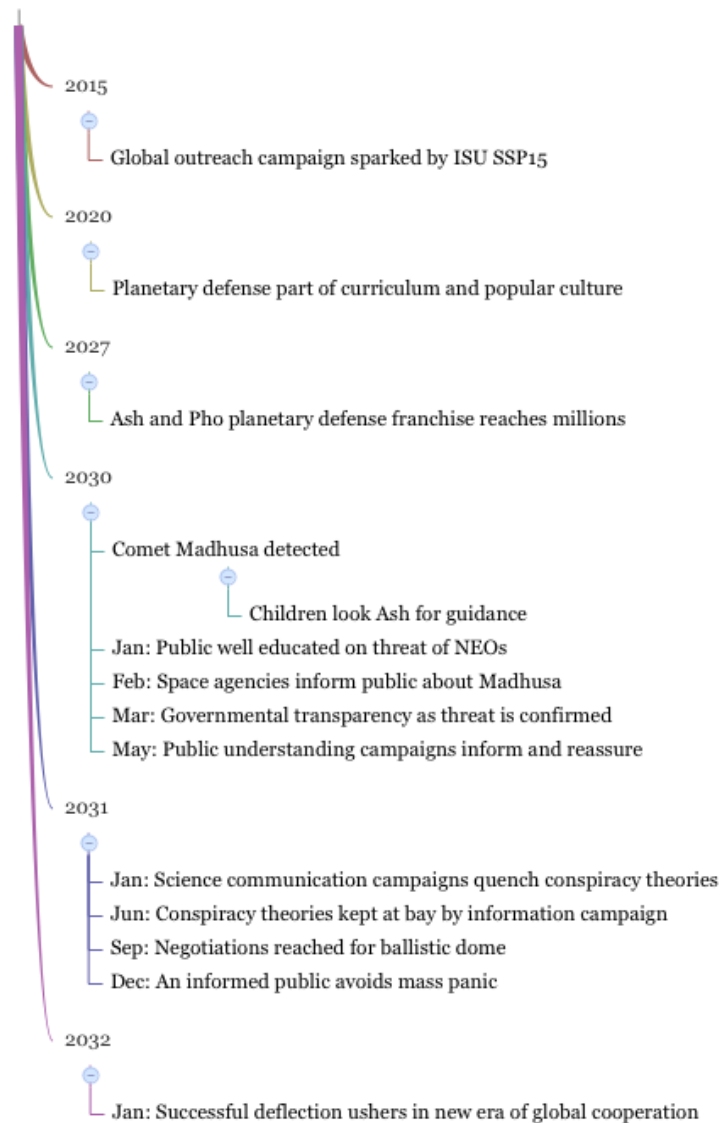 2015
Global outreach campaign sparked by ISU SSP15
2020
Planetary defense part of curriculum and popular culture
2027
Ash and Pho planetary defense franchise reaches millions
2030
Comet Madhusa detected
Children look Ash for guidance
Jan: Public well educated on threat of NEOs
Feb: Space agencies inform public about Madhusa
Mar: Governmental transparency as threat is confirmed
May: Public understanding campaigns inform and reassure
2031
Jan: Science communication campaigns quench conspiracy theories
Jun: Conspiracy theories kept at bay by information campaign
Sep: Negotiations reached for ballistic dome
Dec: An informed public avoids mass panic
2032
Jan: Successful deflection ushers in new era of global cooperation